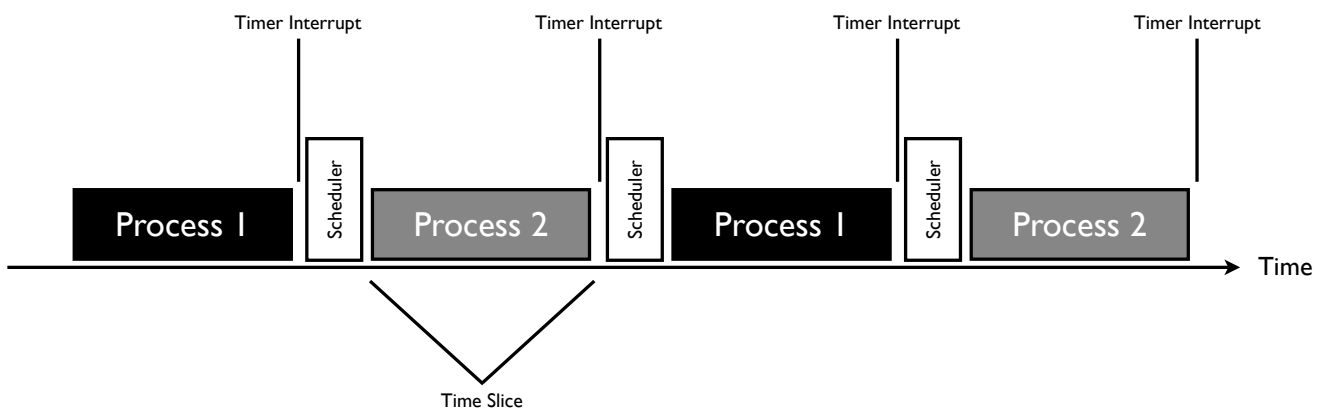 Timer Interrupt
Timer Interrupt
Timer Interrupt
Timer Interrupt
Process 1
Scheduler
Process 2
Scheduler
Process 1
Scheduler
Process 2
Time
Time Slice